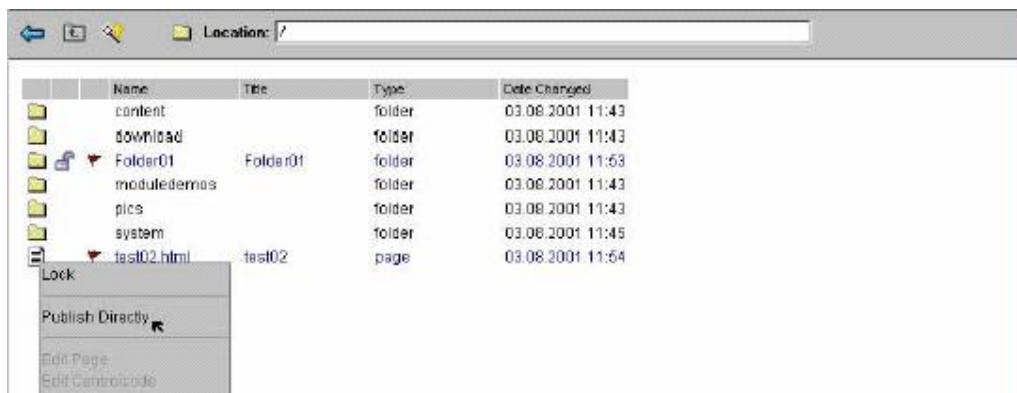 Location: /
Name Title Type Date Changed
content folder 03.08.2001 11:43
download folder 03.08.2001 11:43
Folder01 Folder01 folder 03.08.2001 11:53
moduledemos folder 03.08.2001 11:43
pics folder 03.08.2001 11:43
system folder 03.08.2001 11:45
test02.html test02 page 03.08.2001 11:54
Lock
Publish Directly
Edit Page
Edit Controlcode